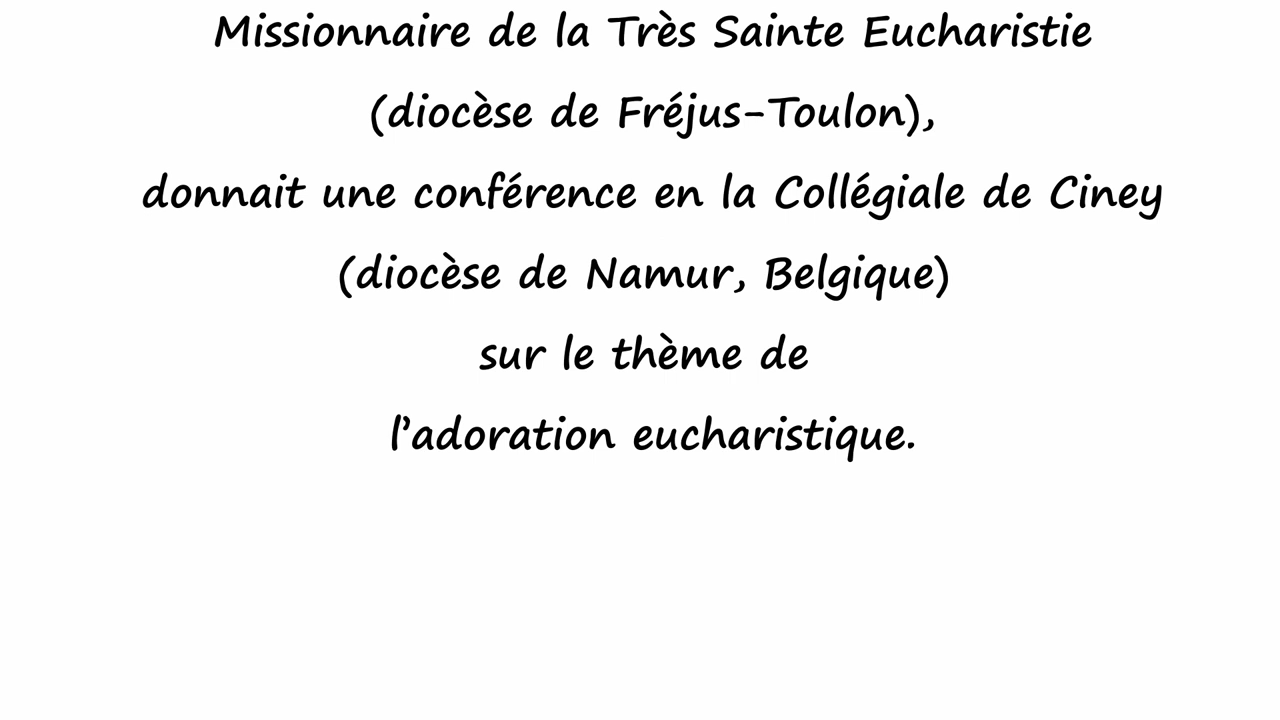 Missionnaire de la Très Sainte Eucharistie
(diocèse de Fréjus-Toulon),
donnait une conférence en la Collégiale de Ciney
(diocèse de Namur, Belgique)
sur le thème de
l’adoration eucharistique.